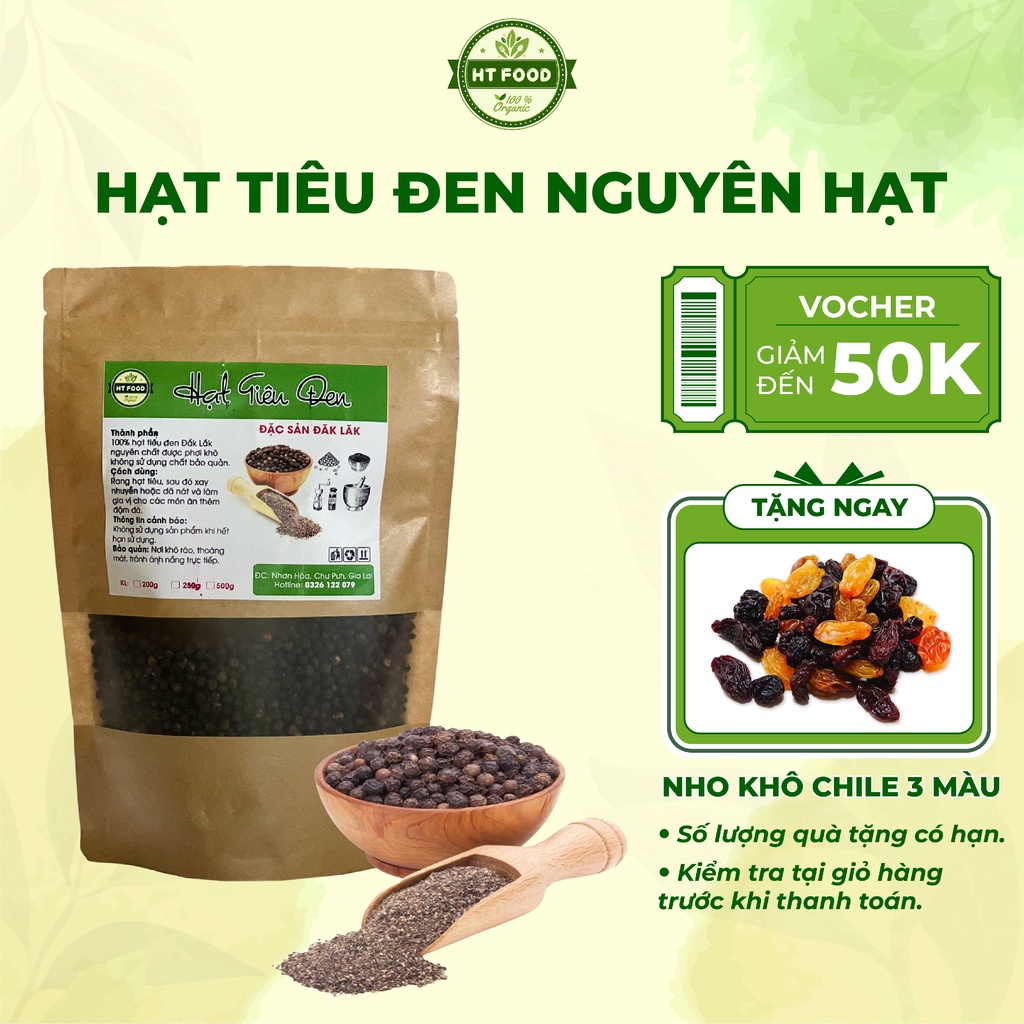 HT FOOD
100 %
Organic
HẠT TIÊU ĐEN NGUYÊN HẠT
HT FOOD
100 %
Organic
Hạt Tiêu Đen
ĐẶC SẢN ĐĂK LĂK
Thành phần
100% hạt tiêu đen Đắk Lắk
nguyên chất được phơi khô
không sử dụng chất bảo quản.
Cách dùng:
Rang hạt tiêu, sau đó xay
nhuyễn hoặc dã nát và làm
gia vị cho các món ăn thêm
đậm đà.
Thông tin cảnh báo:
Không sử dụng sản phẩm khi hết
hạn sử dụng.
Bảo quản: Nơi khô ráo, thoáng
mát, tránh ánh nắng trực tiếp.
KL: 200g 250g 500g
ĐC: Nhơn Hòa, Chư Pưh, Gia Lai
Hotline: 0326 122 079
VOCHER
GIẢM
ĐẾN
50K
TẶNG NGAY
NHO KHÔ CHILE 3 MÀU
• Số lượng quà tặng có hạn.
• Kiểm tra tại giỏ hàng
trước khi thanh toán.